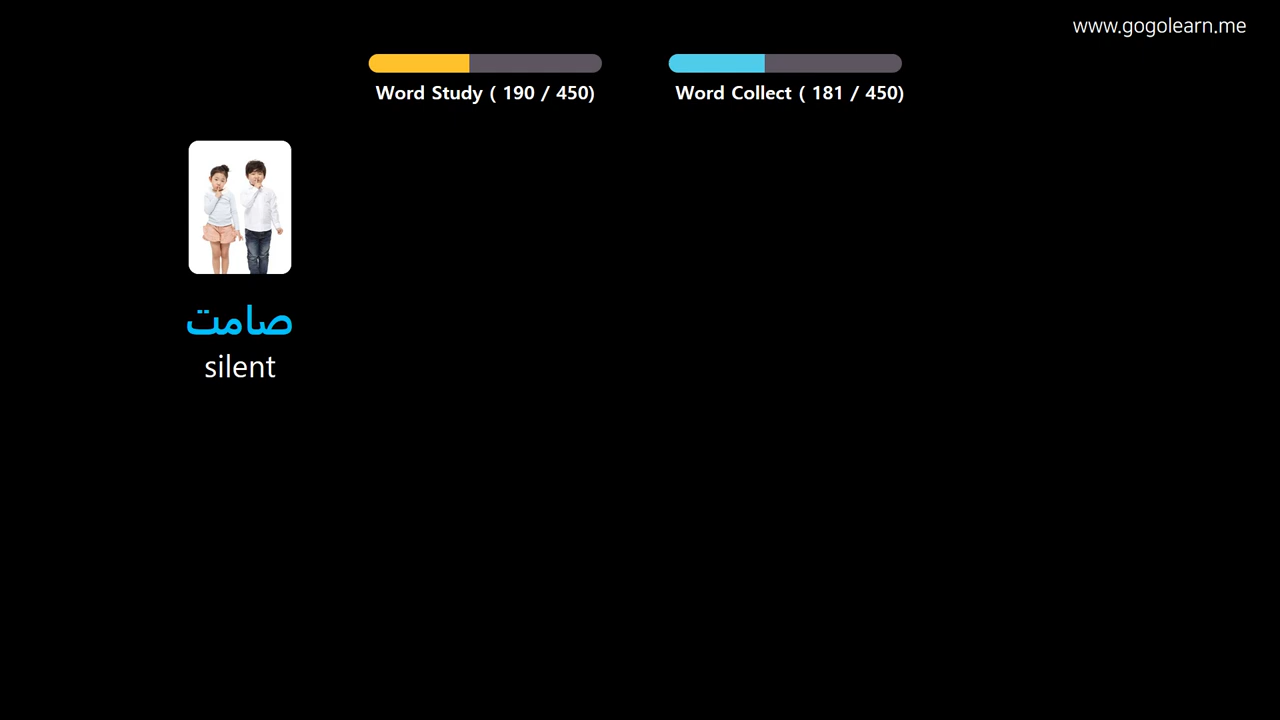 www.gogolearn.me
Word Study ( 190 / 450)
Word Collect ( 181 / 450)
صامت
silent